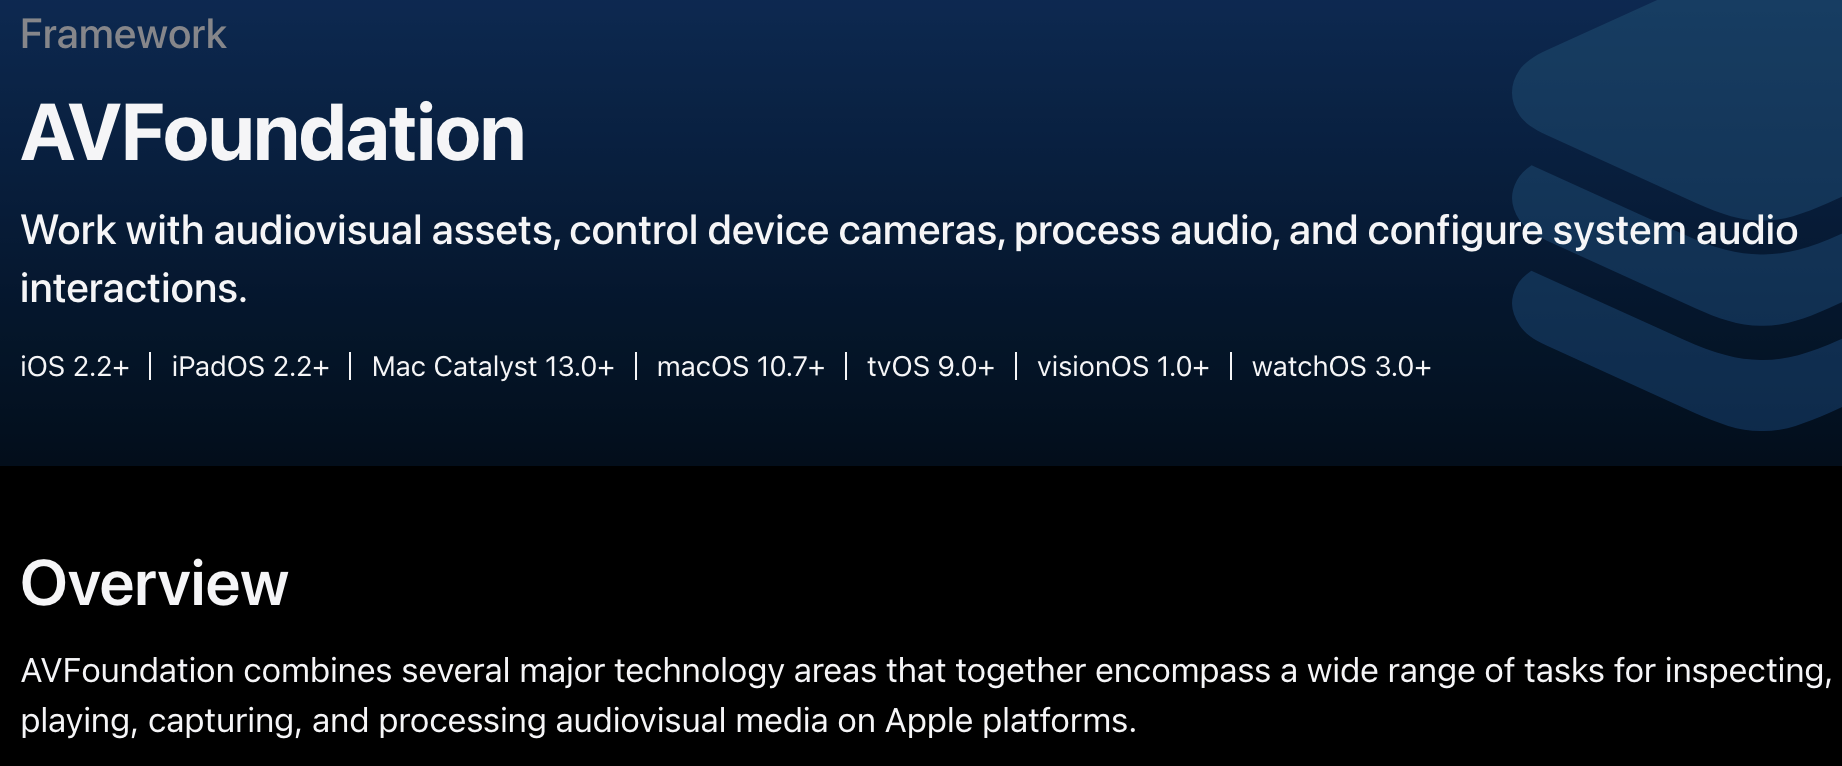 Framework
AVFoundation
Work with audiovisual assets, control device cameras, process audio, and configure system audio
interactions.
iOS 2.2+ | iPadOS 2.2+ | Mac Catalyst 13.0+ | macOS 10.7+ | tvOS 9.0+ | visionOS 1.0+ | watchOS 3.0+
Overview
AVFoundation combines several major technology areas that together encompass a wide range of tasks for inspecting,
playing, capturing, and processing audiovisual media on Apple platforms.